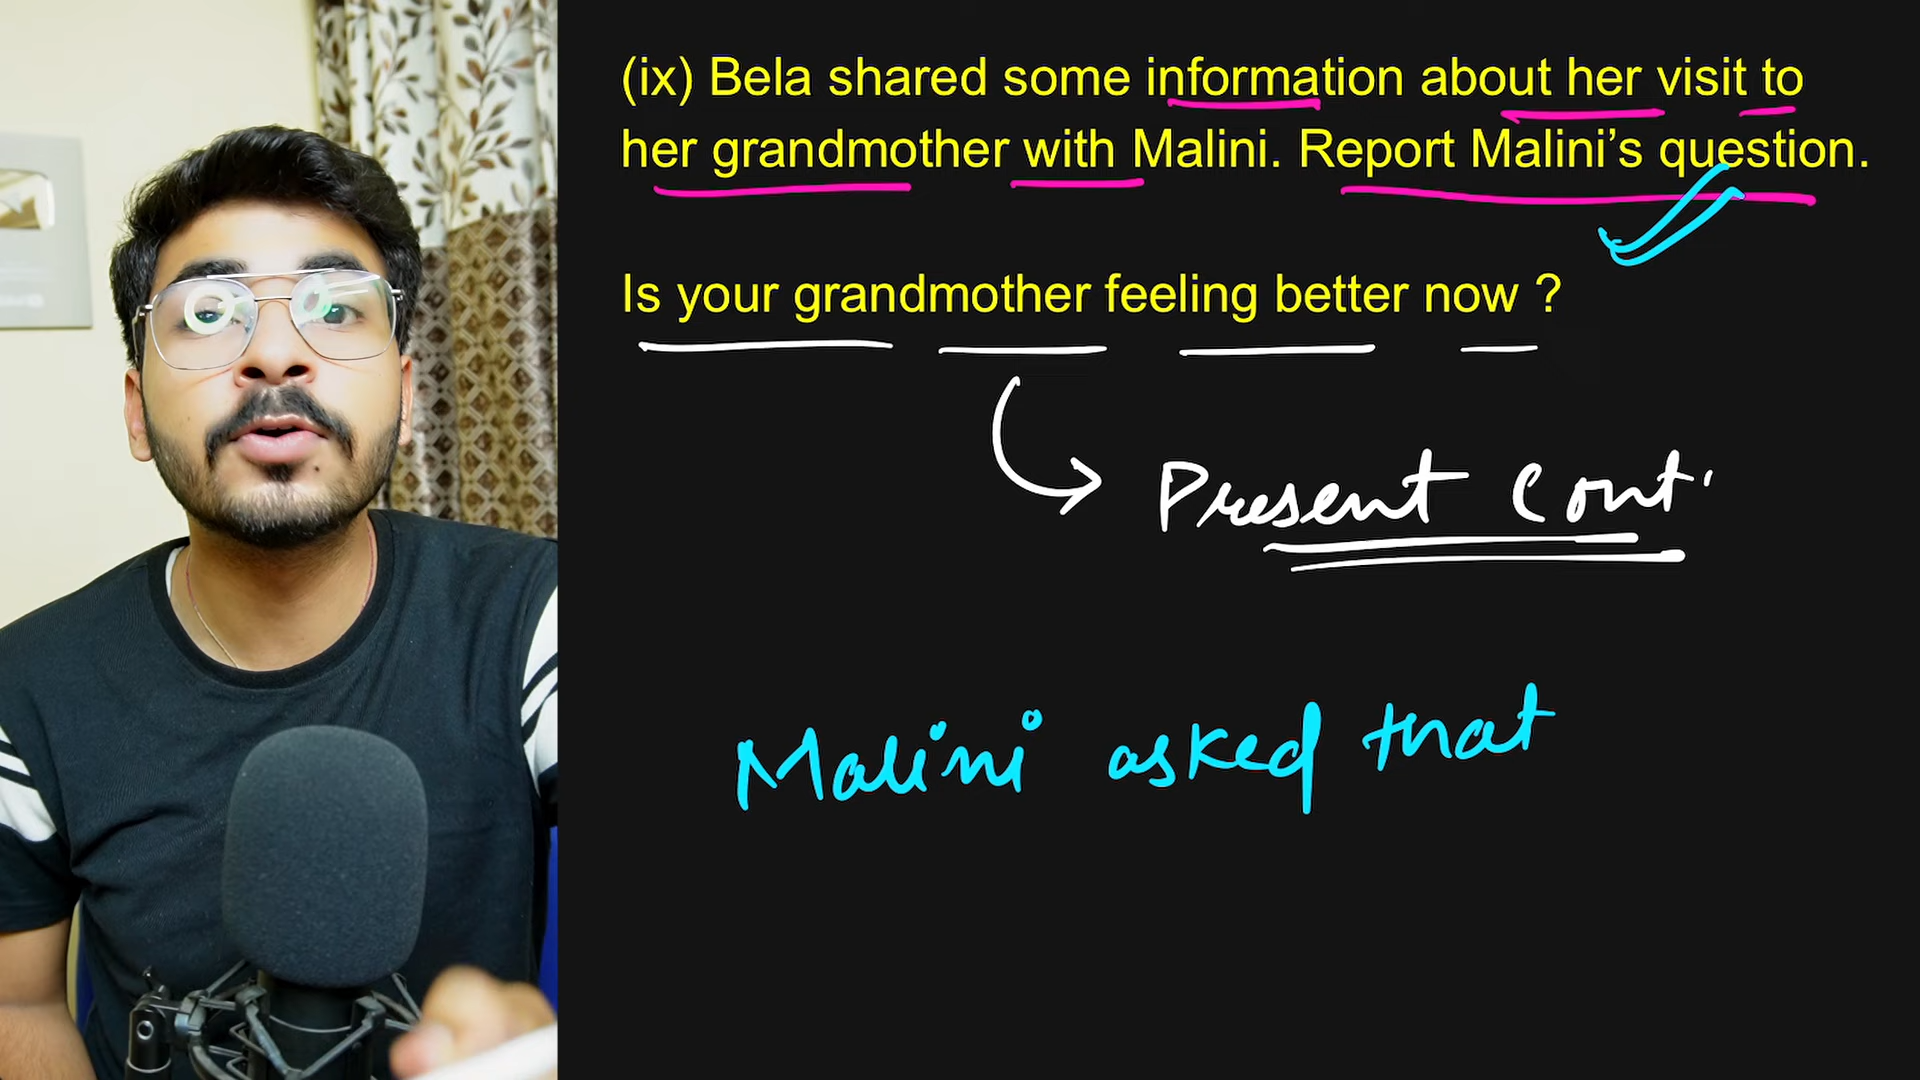 (ix) Bela shared some information about her visit to
her grandmother with Malini. Report Malini's question.
Is your grandmother feeling better now ?
Present Cont.
Malini asked that